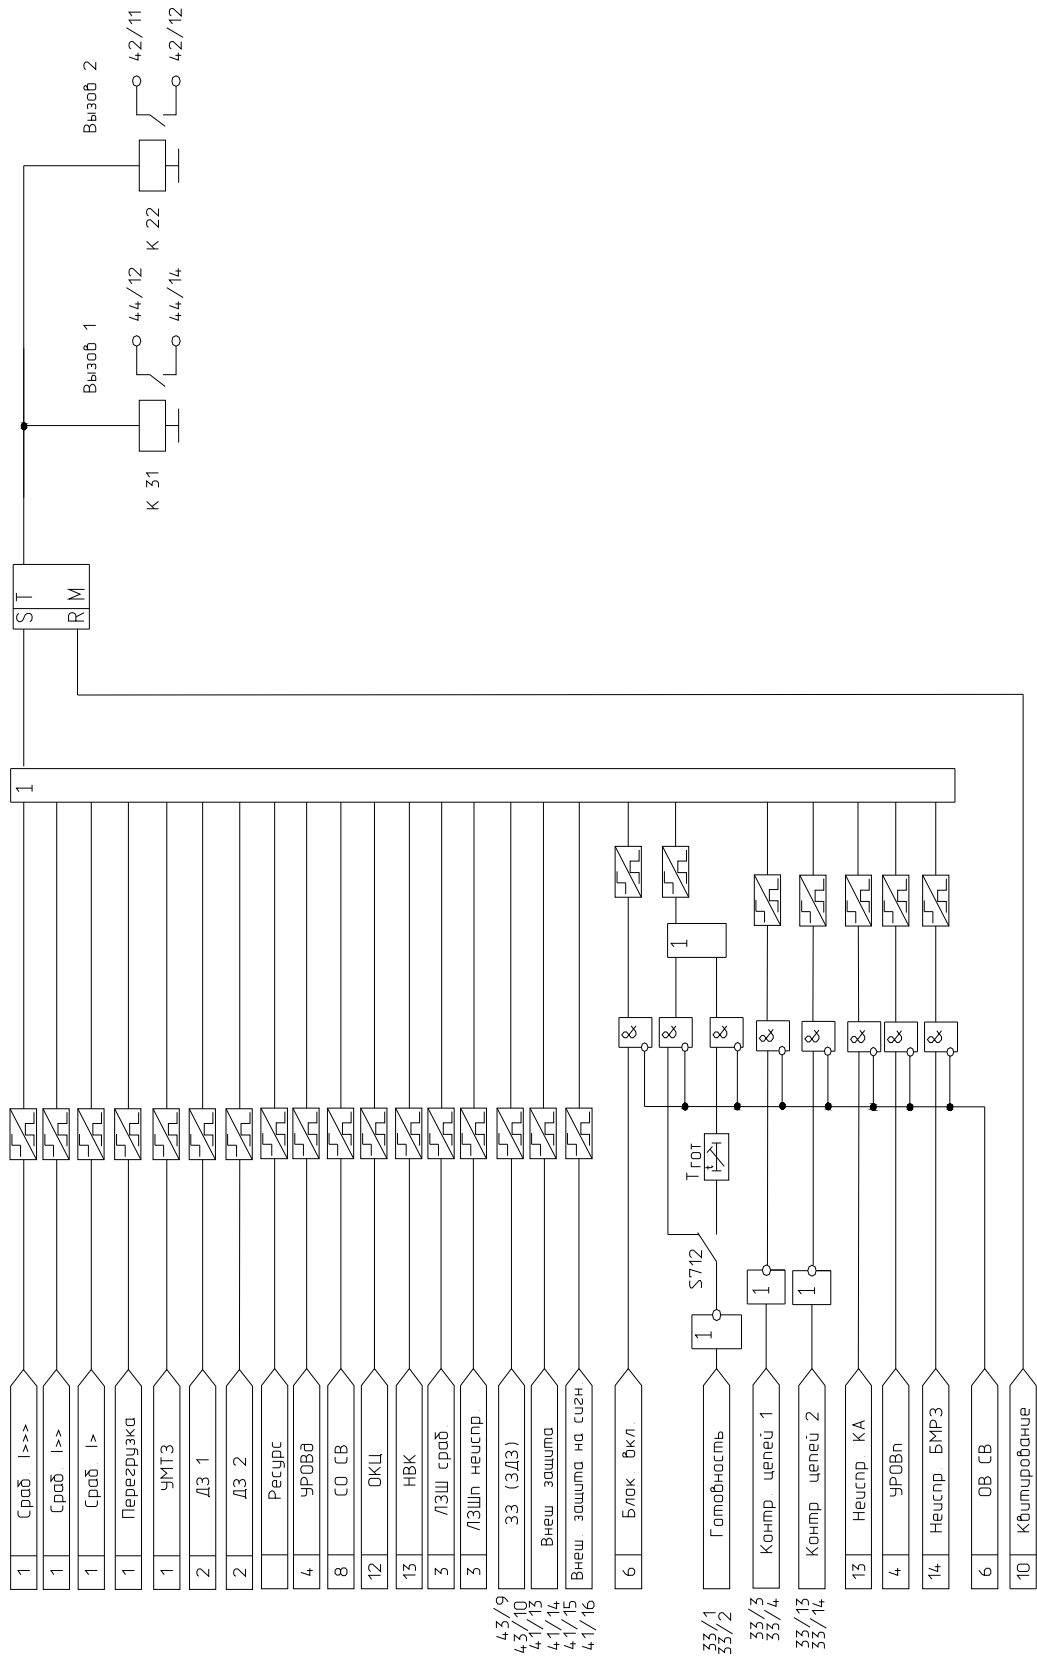 1 Сраб. I>>>
1 Сраб. I>>
1 Сраб. I>
1 Перегрузка
1 УМТЗ
2 ДЗ 1
2 ДЗ 2
Ресурс
4 УРОВд
8 СО СВ
12 ОКЦ
13 НВК
3 ЛЗШ сраб.
3 ЛЗШп неиспр.
43/9
43/10
ЗЗ (ЗДЗ)
41/13
41/14
Внеш защита
41/15
41/16
Внеш. защита на сигн.
6 Блок. вкл.
33/1
33/2
Готовность
33/3
33/4
Контр. цепей 1
33/13
33/14
Контр цепей 2
13 Неиспр КА
4 УРОВп
14 Неиспр. БМРЗ
6 ОВ СВ
10 Квитирование
1
S712
1
1
Тгот
t
&
&
&
&
&
&
&
&
1
1
S T
R M
К 31
Вызов 1
44/12
44/14
К 22
Вызов 2
42/11
42/12